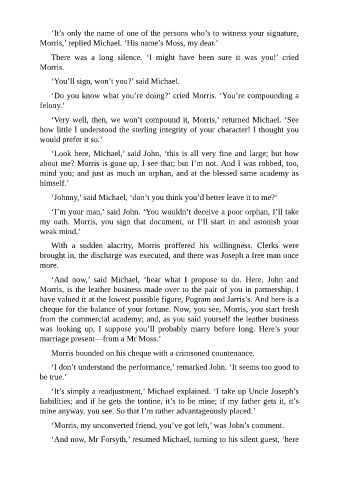 ‘It’s only the name of one of the persons who’s to witness your signature,
Morris,’ replied Michael. ‘His name’s Moss, my dear.’
There was a long silence. ‘I might have been sure it was you!’ cried
Morris.
‘You’ll sign, won’t you?’ said Michael.
‘Do you know what you’re doing?’ cried Morris. ‘You’re compounding a
felony.’
‘Very well, then, we won’t compound it, Morris,’ returned Michael. ‘See
how little I understood the sterling integrity of your character! I thought you
would prefer it so.’
‘Look here, Michael,’ said John, ‘this is all very fine and large; but how
about me? Morris is gone up, I see that; but I’m not. And I was robbed, too,
mind you; and just as much an orphan, and at the blessed same academy as
himself.’
‘Johnny,’ said Michael, ‘don’t you think you’d better leave it to me?’
‘I’m your man,’ said John. ‘You wouldn’t deceive a poor orphan, I’ll take
my oath. Morris, you sign that document, or I’ll start in and astonish your
weak mind.’
With a sudden alacrity, Morris proffered his willingness. Clerks were
brought in, the discharge was executed, and there was Joseph a free man once
more.
‘And now,’ said Michael, ‘hear what I propose to do. Here, John and
Morris, is the leather business made over to the pair of you in partnership. I
have valued it at the lowest possible figure, Pogram and Jarris’s. And here is a
cheque for the balance of your fortune. Now, you see, Morris, you start fresh
from the commercial academy; and, as you said yourself the leather business
was looking up, I suppose you’ll probably marry before long. Here’s your
marriage present—from a Mr Moss.’
Morris bounded on his cheque with a crimsoned countenance.
‘I don’t understand the performance,’ remarked John. ‘It seems too good to
be true.’
‘It’s simply a readjustment,’ Michael explained. ‘I take up Uncle Joseph’s
liabilities; and if he gets the tontine, it’s to be mine; if my father gets it, it’s
mine anyway, you see. So that I’m rather advantageously placed.’
‘Morris, my unconverted friend, you’ve got left,’ was John’s comment.
‘And now, Mr Forsyth,’ resumed Michael, turning to his silent guest, ‘here